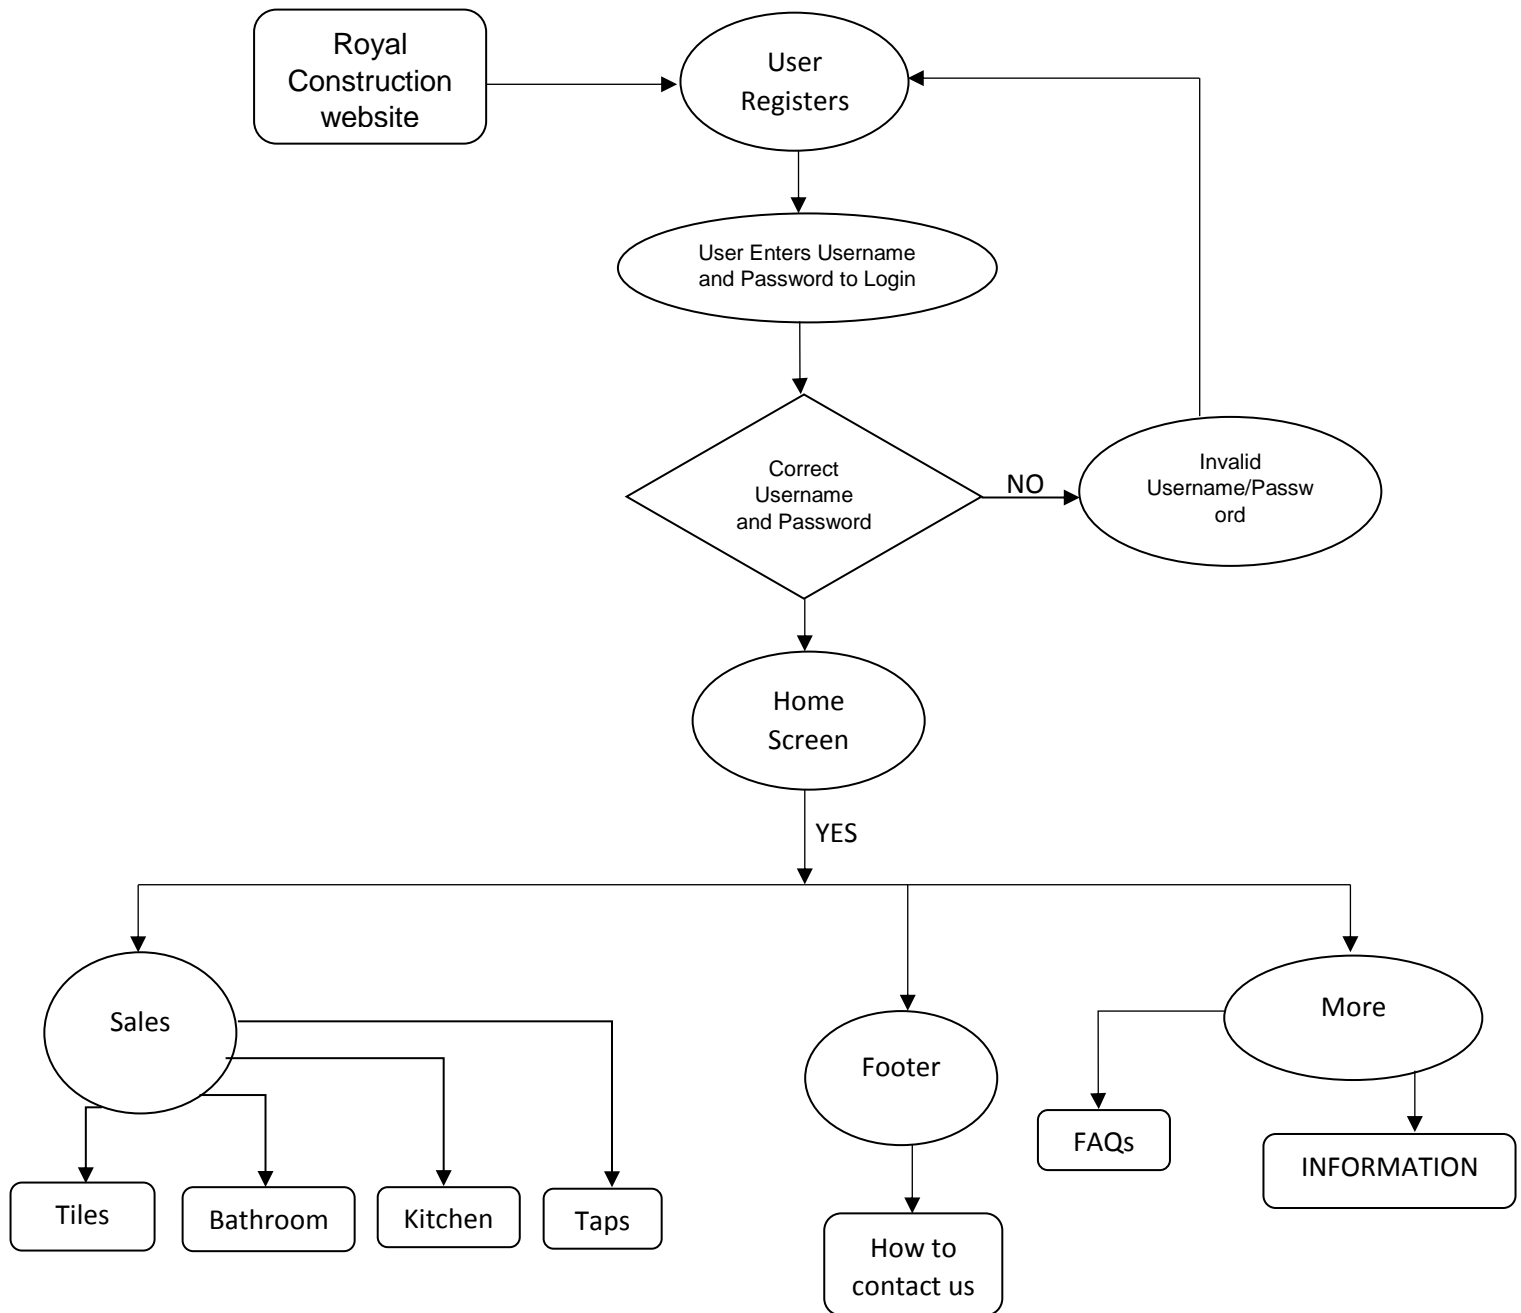 Royal
Construction
website
User
Registers
User Enters Username
and Password to Login
Correct
Username
and Password
NO
Invalid
Username/Passw
ord
Home
Screen
YES
Sales
Footer
More
Tiles
Bathroom
Kitchen
Taps
How to
contact us
FAQs
INFORMATION